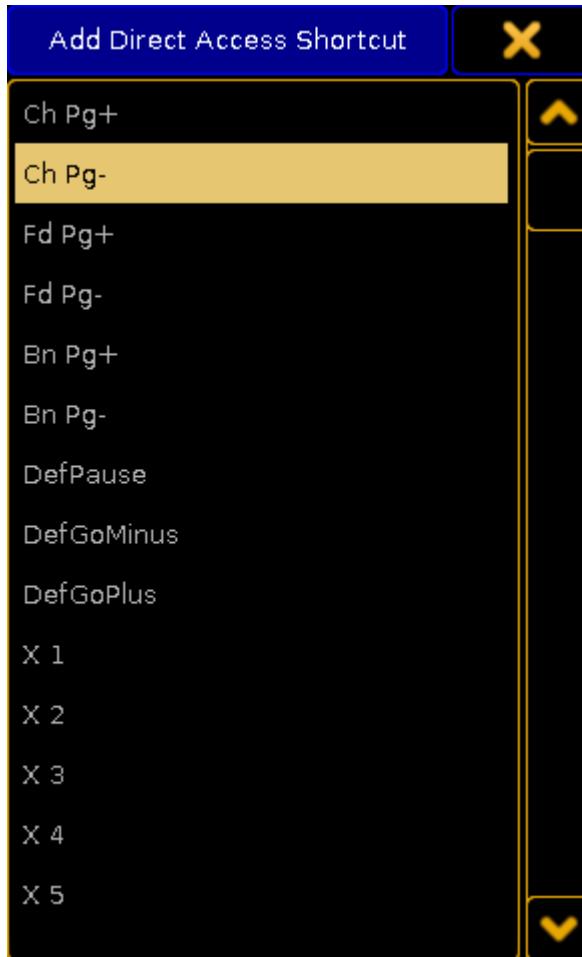 Add Direct Access Shortcut
Ch Pg+
Ch Pg-
Fd Pg+
Fd Pg-
Bn Pg+
Bn Pg-
DefPause
DefGoMinus
DefGoPlus
X 1
X 2
X 3
X 4
X 5